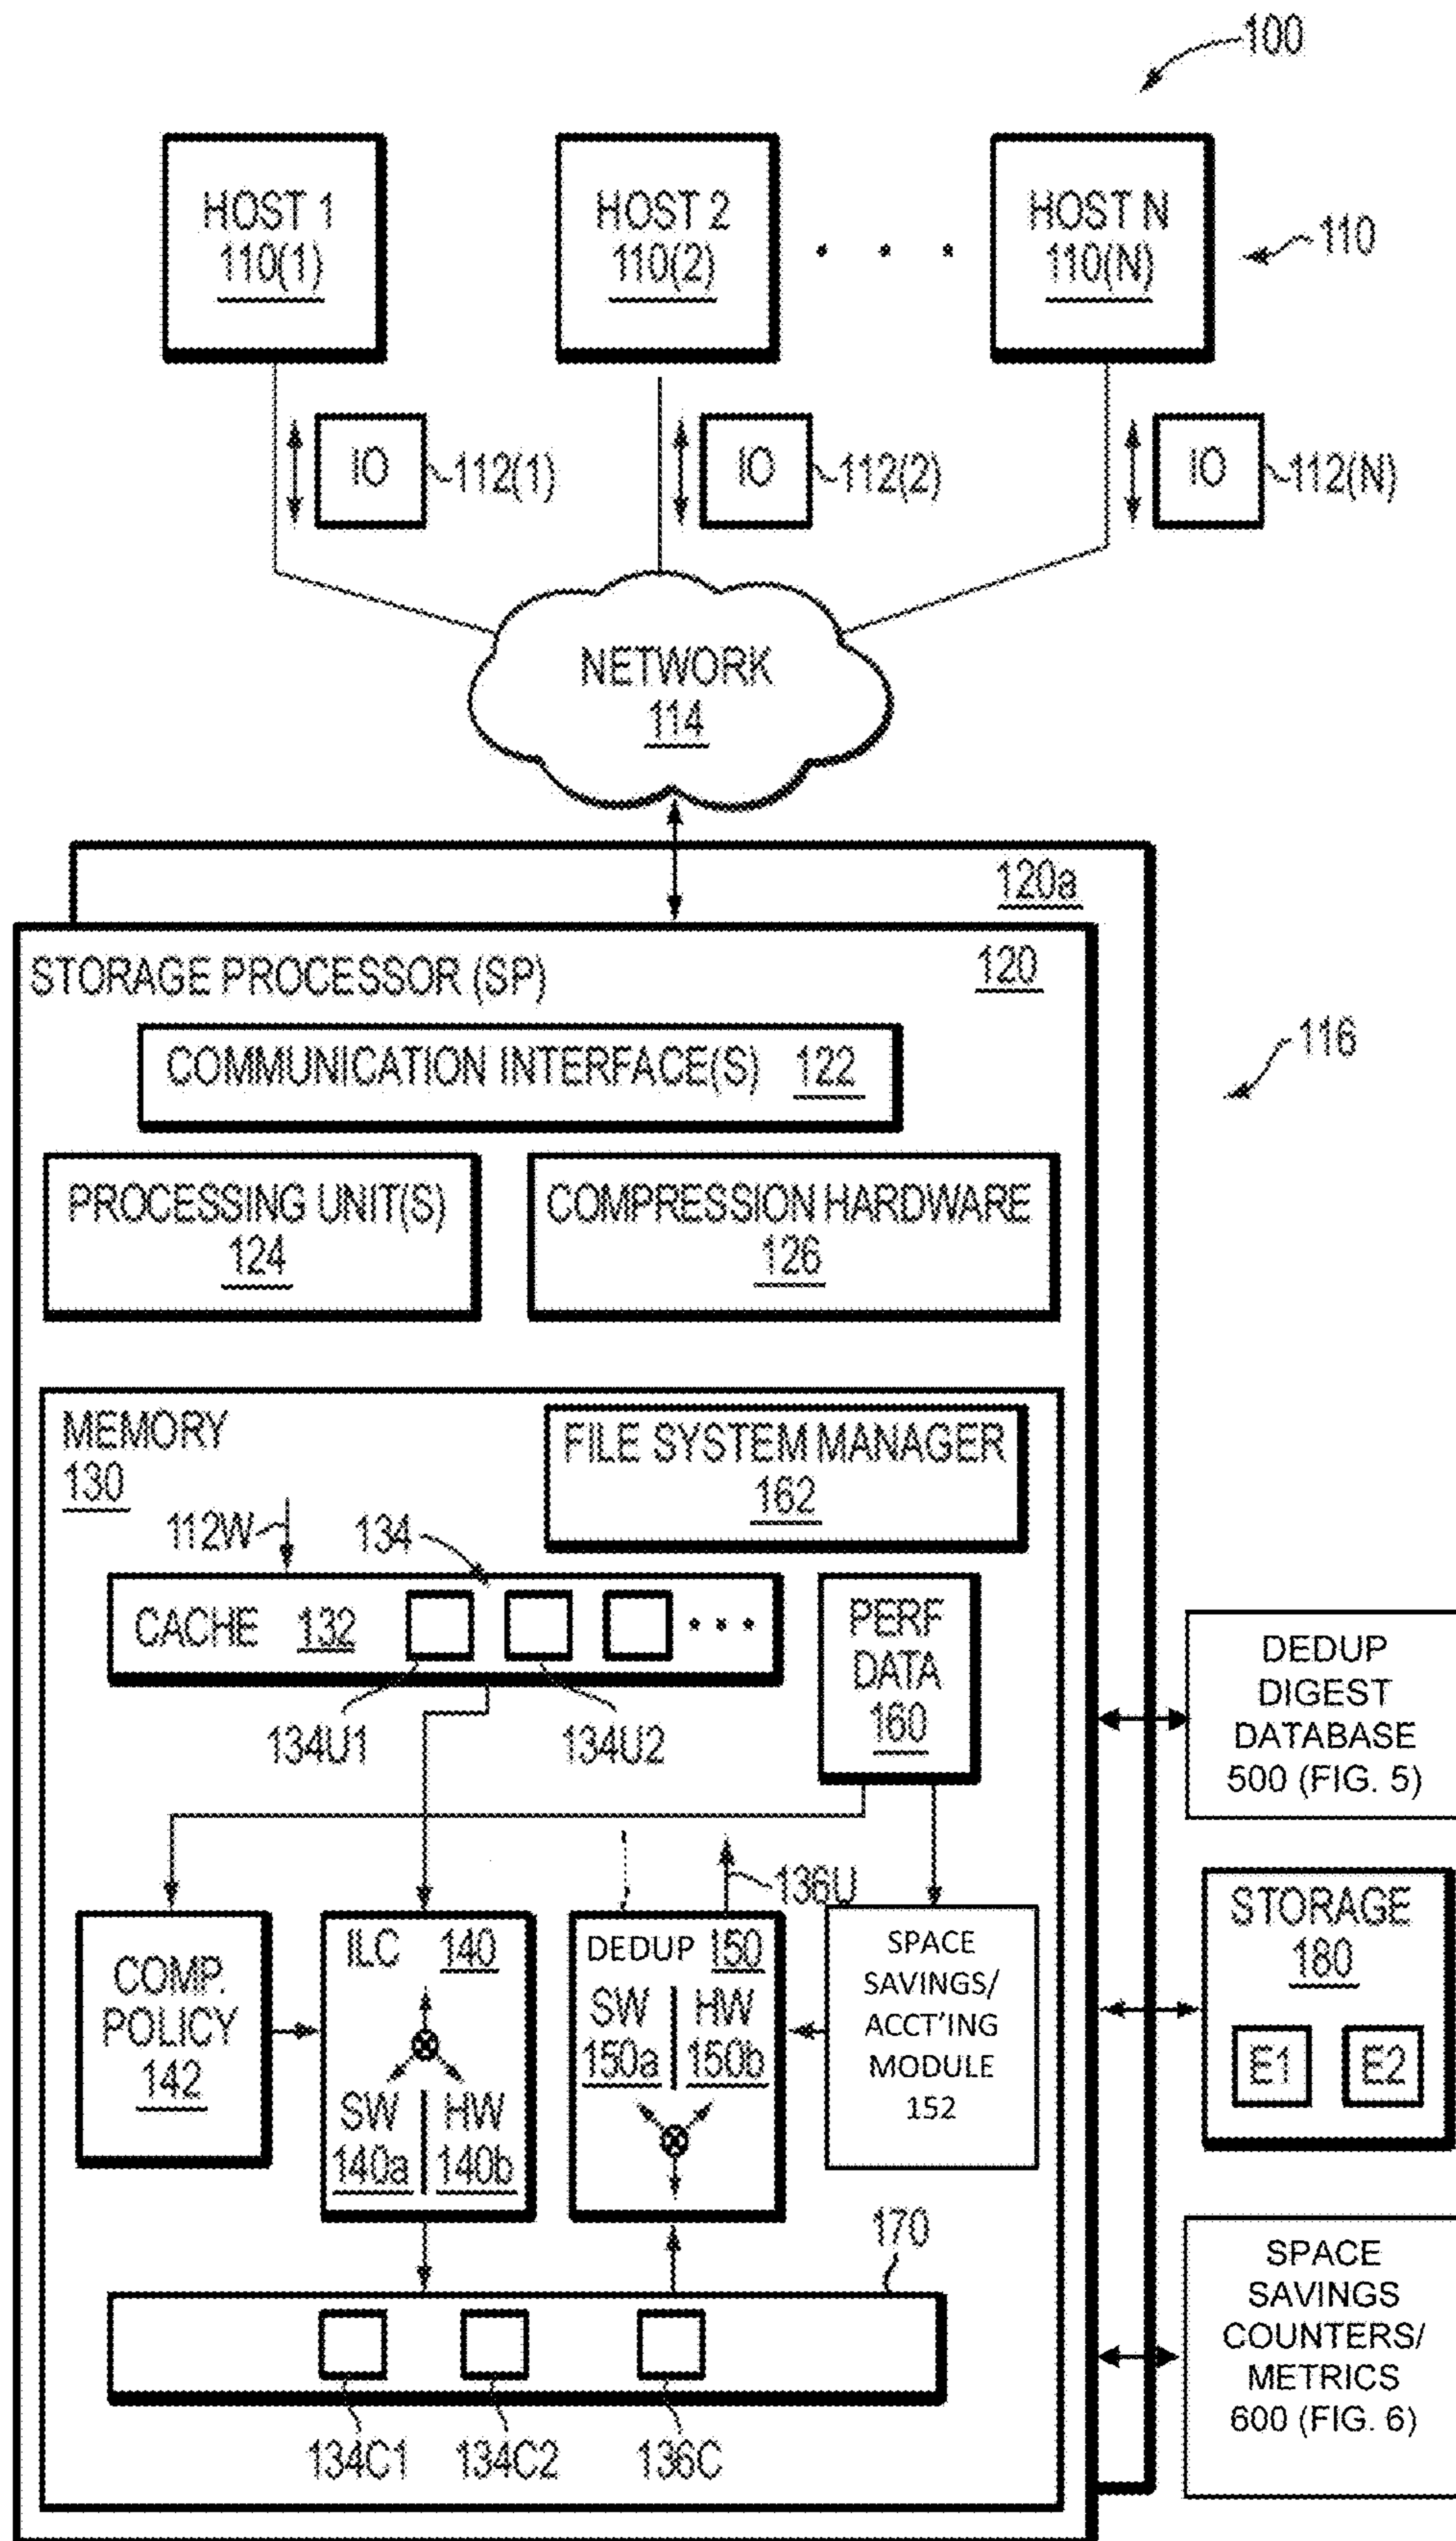 100
HOST 1
110(1)
HOST 2
110(2)
. . .
HOST N
110(N)
110
IO
112(1)
IO
112(2)
IO
112(N)
NETWORK
114
120a
STORAGE PROCESSOR (SP)
120
116
COMMUNICATION INTERFACE(S) 122
PROCESSING UNIT(S)
124
COMPRESSION HARDWARE
126
MEMORY
130
FILE SYSTEM MANAGER
162
112W
134
CACHE 132
...
134U1
134U2
PERF
DATA
160
DEDUP
DIGEST
DATABASE
500 (FIG. 5)
136U
COMP.
POLICY
142
ILC 140
SW
140a
HW
140b
DEDUP 150
SW
150a
HW
150b
SPACE
SAVINGS/
ACCT'ING
MODULE
152
STORAGE
180
E1
E2
170
134C1
134C2
136C
SPACE
SAVINGS
COUNTERS/
METRICS
600 (FIG. 6)